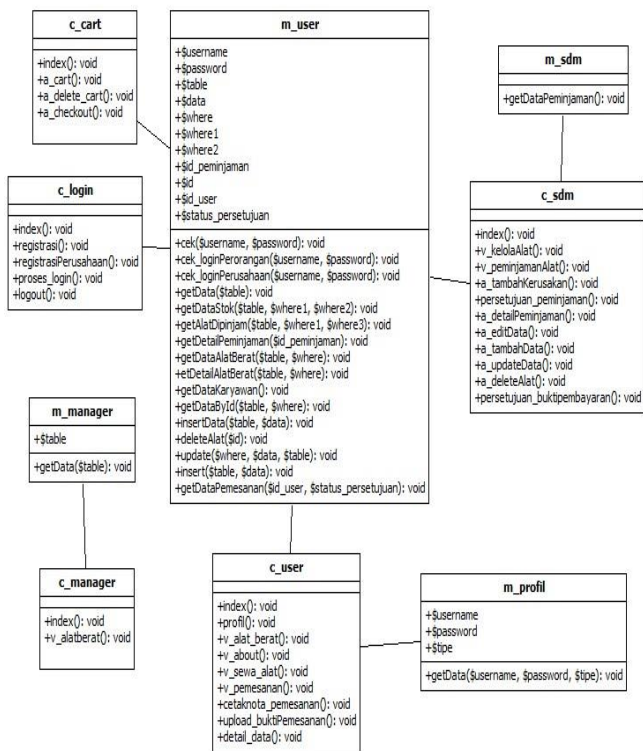 c_cart
+index(): void
+a_cart(): void
+a_delete_cart(): void
+a_checkout(): void
m_user
+$username
+$password
+$table
+$data
+$where
+$where1
+$where2
+$id_peminjaman
+$id
+$id_user
+$status_persetujuan
+cek($username, $password): void
+cek_loginPerorangan($username, $password): void
+cek_loginPerusahaan($username, $password): void
+getData($table): void
+getDataStok($table, $where1, $where2): void
+getAlatDipinjam($table, $where1, $where3): void
+getDetailPeminjaman($id_peminjaman): void
+getDataAlatBerat($table, $where): void
+etDetailAlatBerat($table, $where): void
+getDataKaryawan(): void
+getDataById($table, $where): void
+insertData($table, $data): void
+deleteAlat($id): void
+update($where, $data, $table): void
+insert($table, $data): void
+getDataPemesanan($id_user, $status_persetujuan): void
m_sdm
+getDataPeminjaman(): void
c_login
+index(): void
+registrasi(): void
+registrasiPerusahaan(): void
+proses_login(): void
+logout(): void
c_sdm
+index(): void
+v_kelolaAlat(): void
+v_peminjamanAlat(): void
+a_tambahKerusakan(): void
+persetujuan_peminjaman(): void
+a_detailPeminjaman(): void
+a_editData(): void
+a_tambahData(): void
+a_updateData(): void
+a_deleteAlat(): void
+persetujuan_buktipembayaran(): void
m_manager
+$table
+getData($table): void
c_manager
+index(): void
+v_alatberat(): void
c_user
+index(): void
+profil(): void
+v_alat_berat(): void
+v_about(): void
+v_sewa_alat(): void
+v_pemesanan(): void
+cetaknota_pemesanan(): void
+upload_buktiPemesanan(): void
+detail_data(): void
m_profil
+$username
+$password
+$tipe
+getData($username, $password, $tipe): void